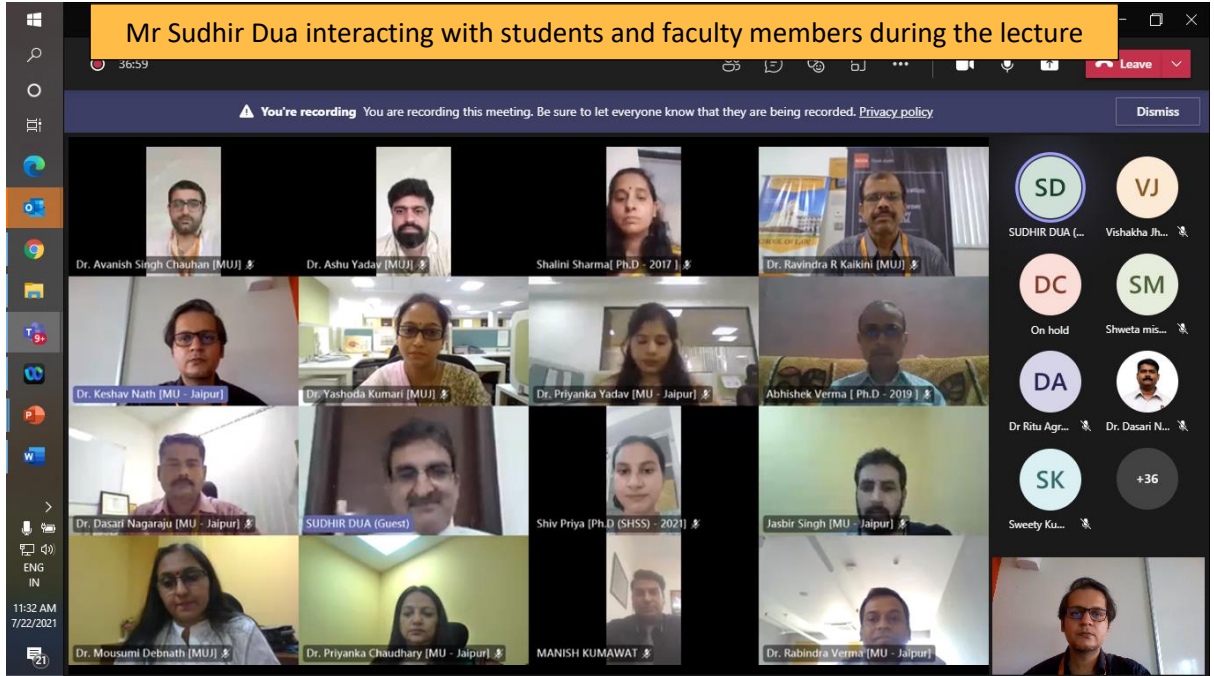 Mr Sudhir Dua interacting with students and faculty members during the lecture
36:59
Leave
You're recording You are recording this meeting. Be sure to let everyone know that they are being recorded. Privacy policy
Dismiss
Dr. Avanish Singh Chauhan [MUJ]
Dr. Ashu Yadav [MUJ]
Shalini Sharma[ Ph.D - 2017 ]
Dr. Ravindra R Kaikini [MUJ]
Dr. Keshav Nath [MU - Jaipur]
Dr. Yashoda Kumari [MUJ]
Dr. Priyanka Yadav [MU - Jaipur]
Abhishek Verma [ Ph.D - 2019 ]
Dr. Dasari Nagaraju [MU - Jaipur]
SUDHIR DUA (Guest)
Shiv Priya [Ph.D (SHSS) - 2021]
Jasbir Singh [MU - Jaipur]
Dr. Mousumi Debnath [MUJ]
Dr. Priyanka Chaudhary [MU - Jaipur]
MANISH KUMAWAT
Dr. Rabindra Verma [MU - Jaipur]
SD
SUDHIR DUA (...
VJ
Vishakha Jh...
DC
On hold
SM
Shweta mis...
DA
Dr Ritu Agr...
Dr. Dasari N...
SK
Sweety Ku...
+36
9+
ENG
IN
11:32 AM
7/22/2021
21